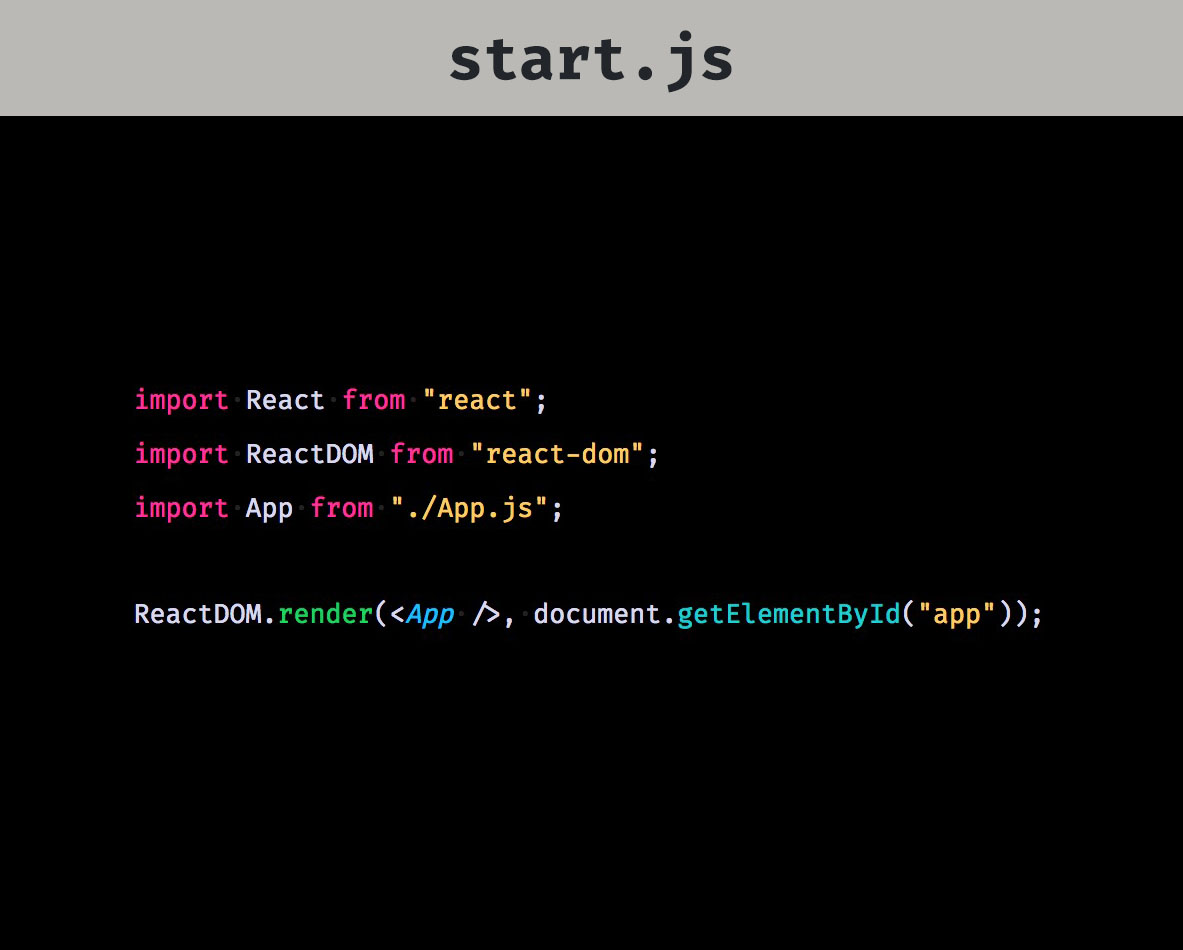 start.js
import React from "react";
import ReactDOM from "react-dom";
import App from "./App.js";
ReactDOM.render(<App />, document.getElementById("app"));